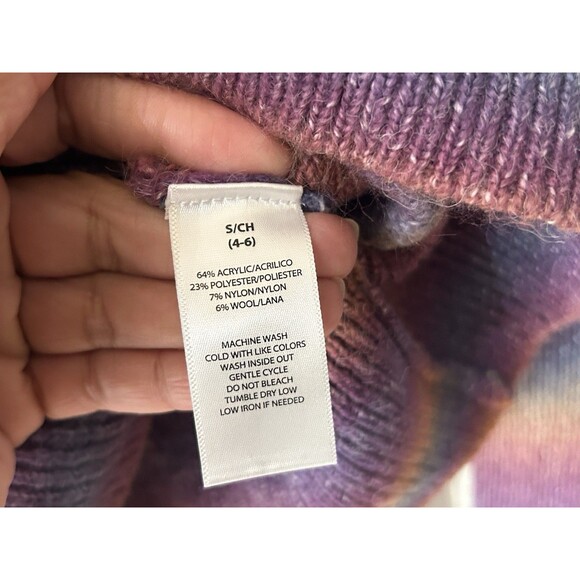 S/CH
(4-6)
64% ACRYLIC/ACRILICO
23% POLYESTER/POLIESTER
7% NYLON/NYLON
6% WOOL/LANA
MACHINE WASH
COLD WITH LIKE COLORS
WASH INSIDE OUT
GENTLE CYCLE
DO NOT BLEACH
TUMBLE DRY LOW
LOW IRON IF NEEDED